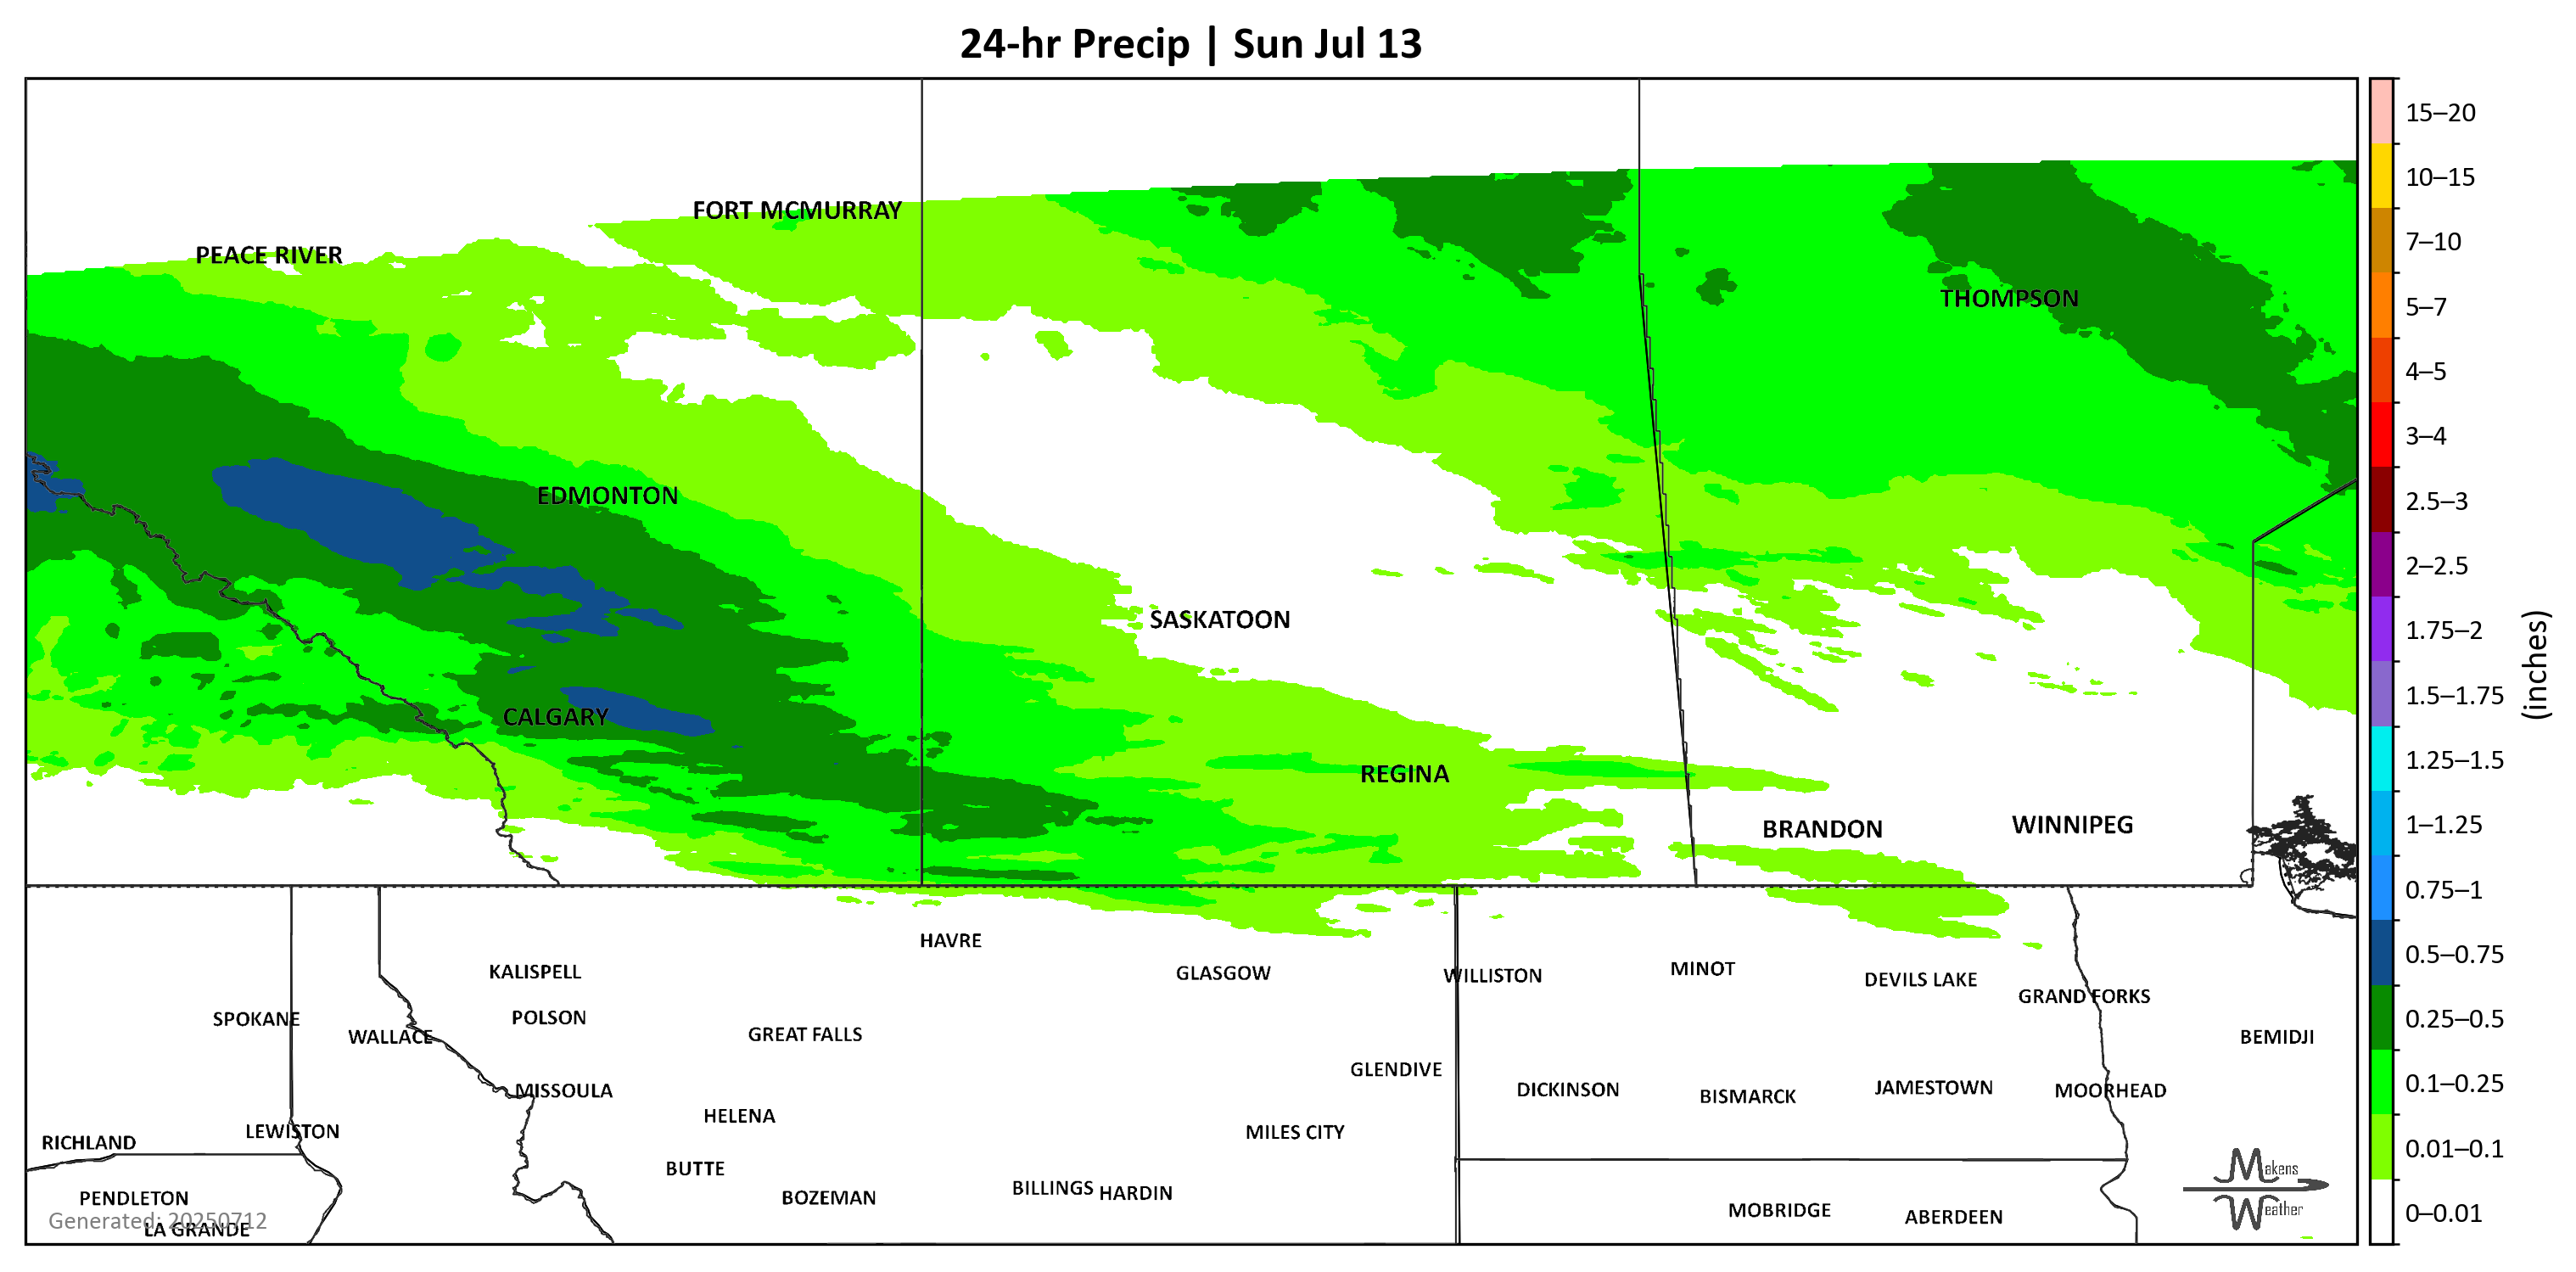 24-hr Precip | Sun Jul 13
FORT MCMURRAY
PEACE RIVER
THOMPSON
EDMONTON
SASKATOON
CALGARY
REGINA
BRANDON
WINNIPEG
HAVRE
KALISPELL
GLASGOW
WILLISTON
MINOT
DEVILS LAKE
GRAND FORKS
SPOKANE
POLSON
WALLACE
GREAT FALLS
BEMIDJI
GLENDIVE
MISSOULA
DICKINSON
BISMARCK
JAMESTOWN
MOORHEAD
HELENA
LEWISTON
MILES CITY
RICHLAND
BUTTE
BILLINGS
HARDIN
PENDLETON
BOZEMAN
MOBRIDGE
ABERDEEN
Generated: 20250712
LA GRANDE
Makens
Weather
15–20
10–15
7–10
5–7
4–5
3–4
2.5–3
2–2.5
1.75–2
1.5–1.75
1.25–1.5
1–1.25
0.75–1
0.5–0.75
0.25–0.5
0.1–0.25
0.01–0.1
0–0.01
(inches)